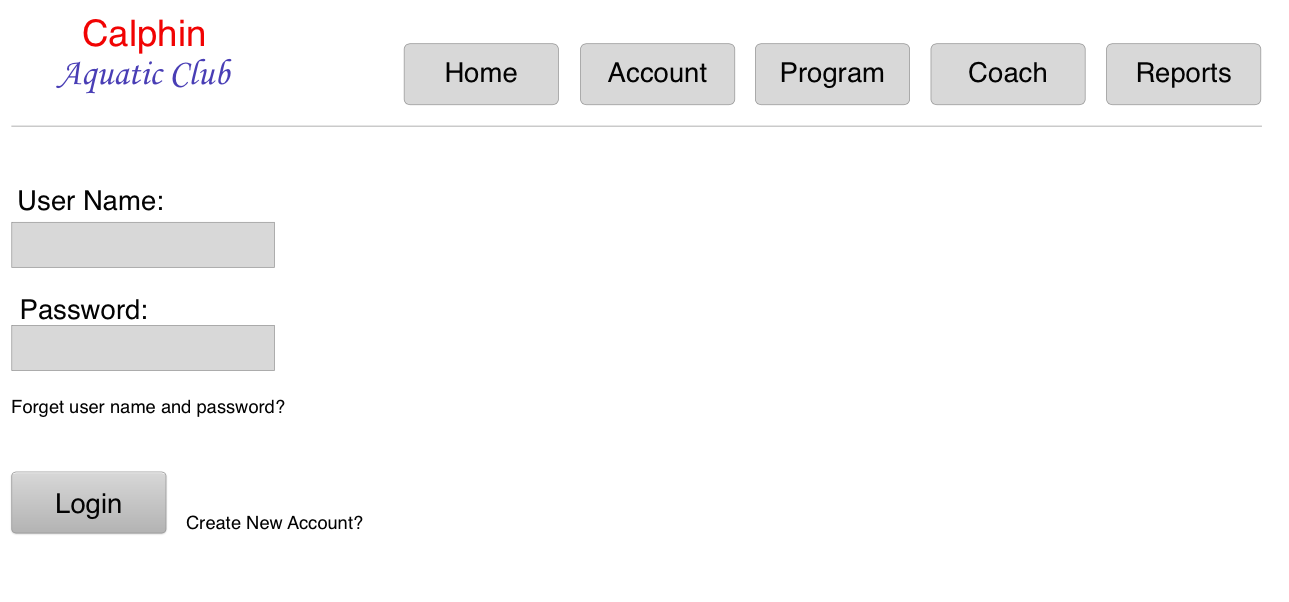 Calphin
Aquatic Club
Home
Account
Program
Coach
Reports
User Name:
Password:
Forget user name and password?
Login
Create New Account?